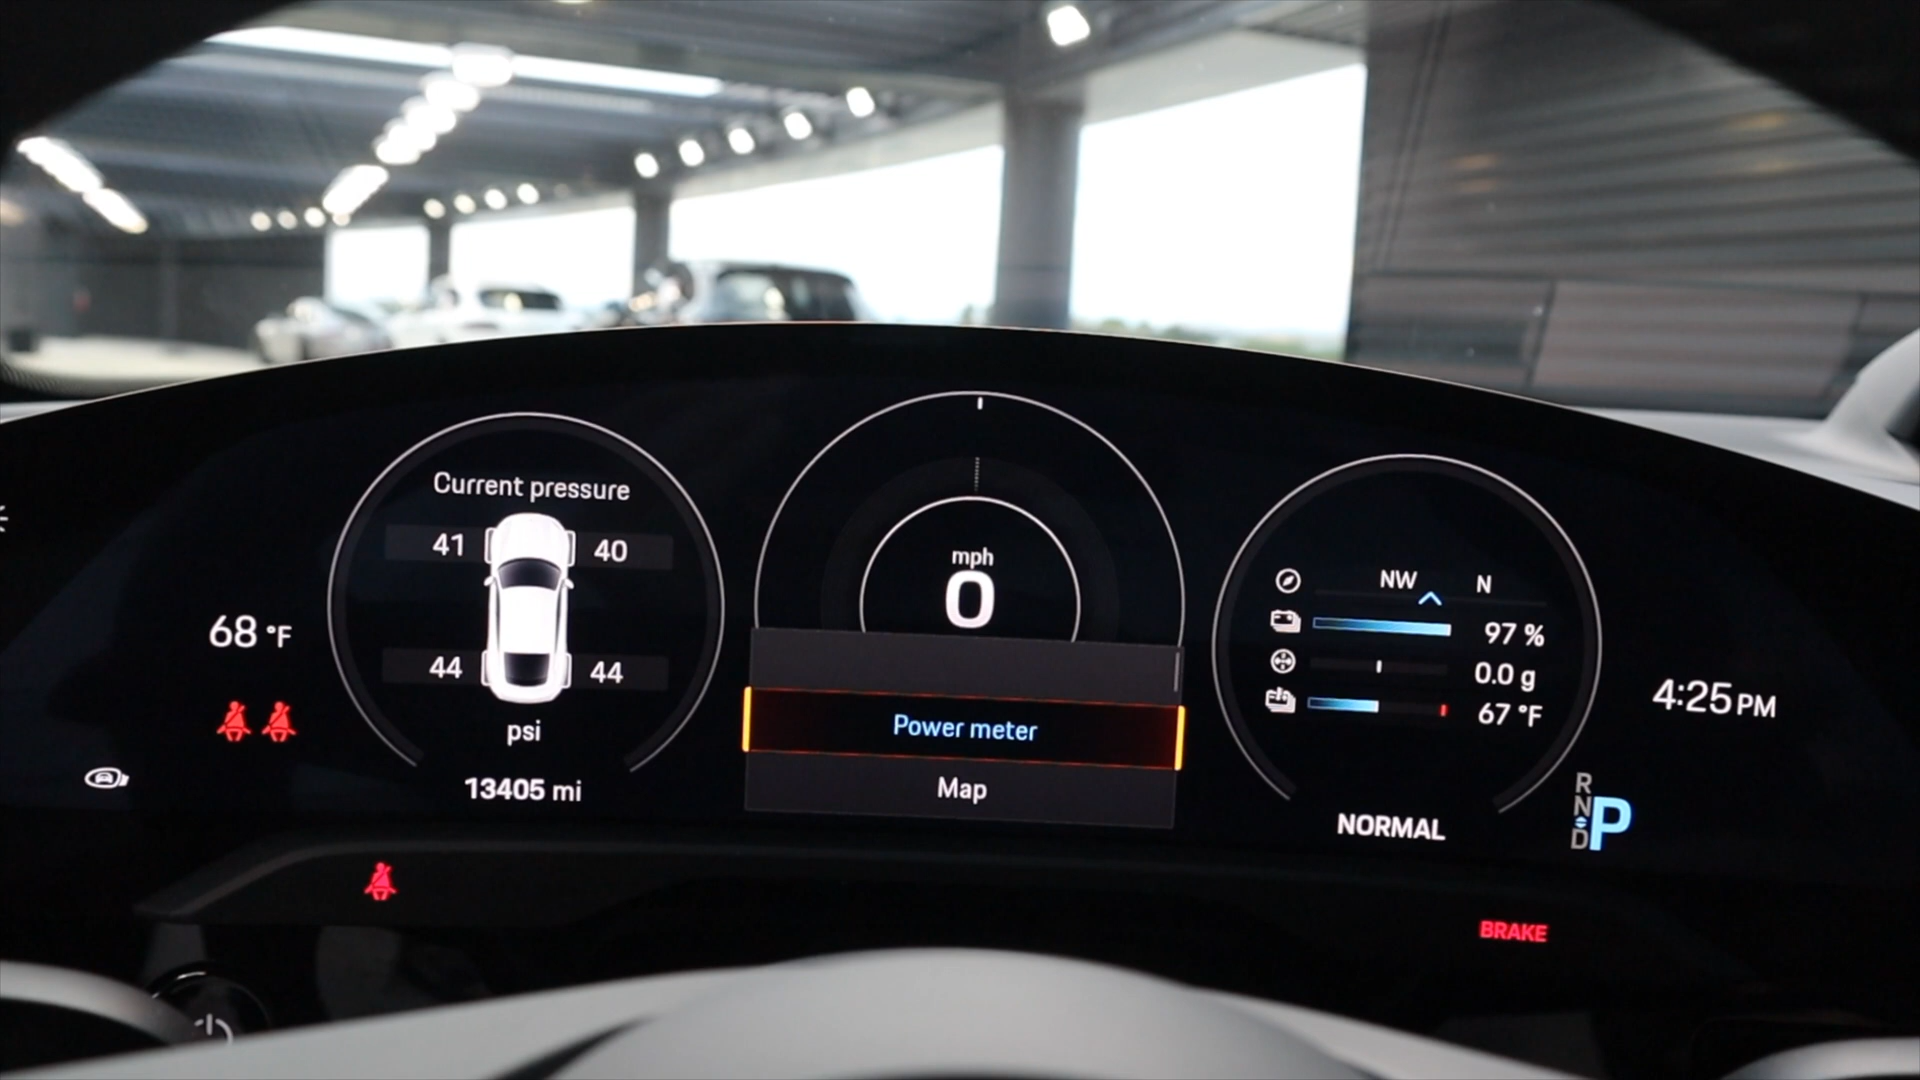 Current pressure
41 40
44 44
psi
13405 mi
68 °F
mph
0
Power meter
Map
NW N
97 %
0.0 g
67 °F
NORMAL
4:25 PM
R
N
D
P
BRAKE